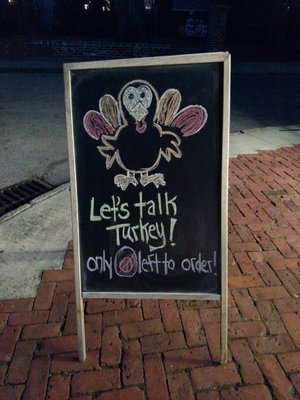 Let's talk
Turkey!
only left to order!